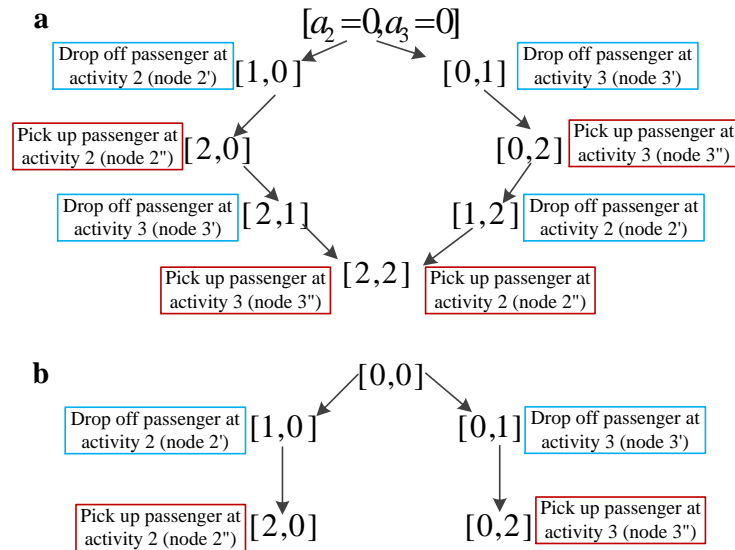 a
[a₂=0,a₃=0]
Drop off passenger at
activity 2 (node 2')
[1,0]
[0,1]
Drop off passenger at
activity 3 (node 3')
Pick up passenger at
activity 2 (node 2")
[2,0]
[0,2]
Pick up passenger at
activity 3 (node 3")
Drop off passenger at
activity 3 (node 3')
[2,1]
[1,2]
Drop off passenger at
activity 2 (node 2')
Pick up passenger at
activity 3 (node 3")
[2,2]
Pick up passenger at
activity 2 (node 2")
b
[0,0]
Drop off passenger at
activity 2 (node 2')
[1,0]
[0,1]
Drop off passenger at
activity 3 (node 3')
Pick up passenger at
activity 2 (node 2")
[2,0]
[0,2]
Pick up passenger at
activity 3 (node 3")